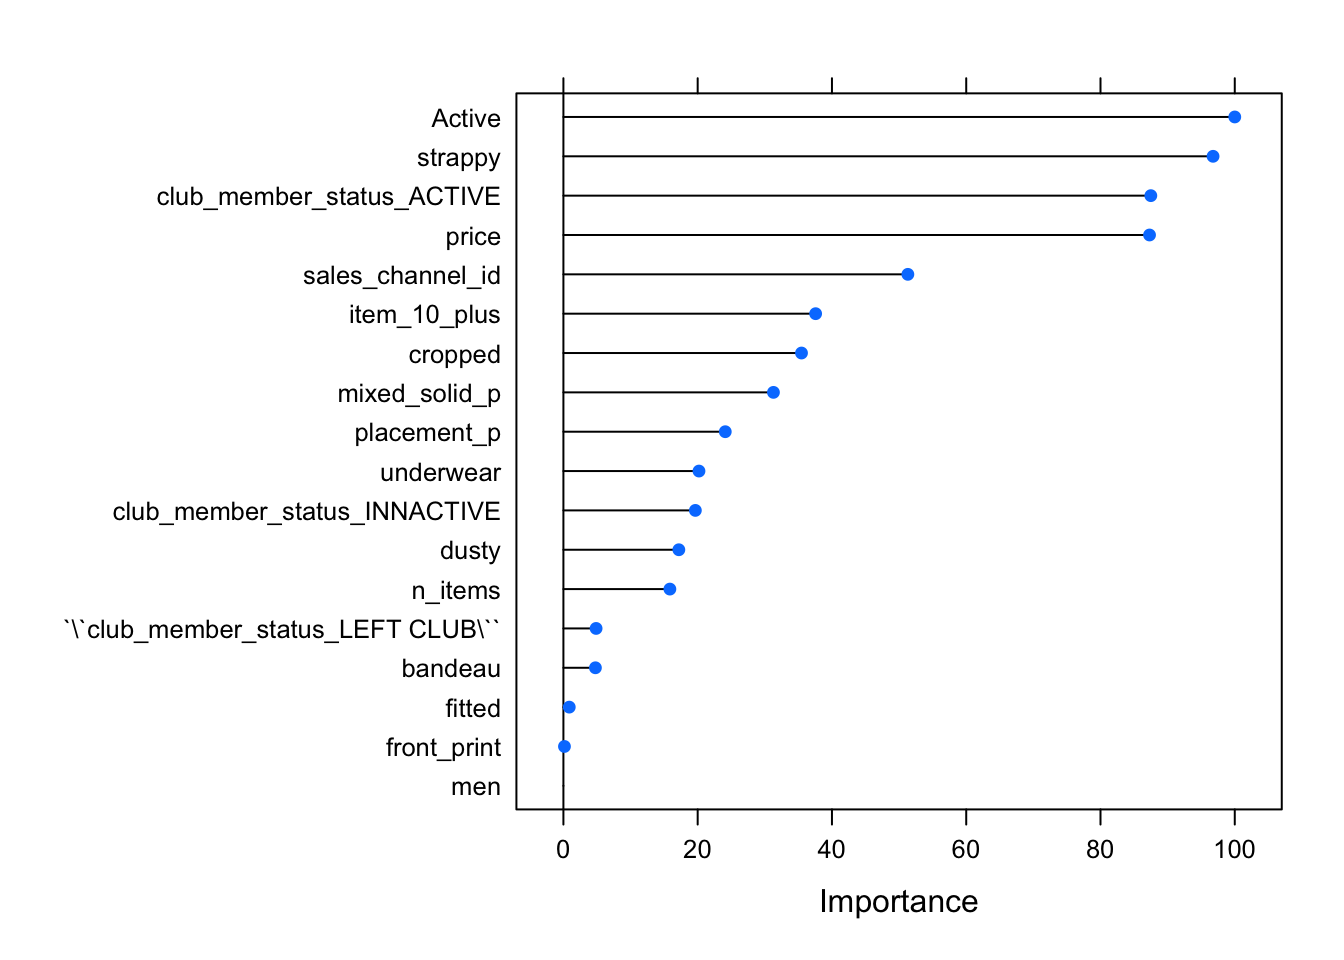 Active
strappy
club_member_status_ACTIVE
price
sales_channel_id
item_10_plus
cropped
mixed_solid_p
placement_p
underwear
club_member_status_INNACTIVE
dusty
n_items
`\`club_member_status_LEFT CLUB\``
bandeau
fitted
front_print
men
0 20 40 60 80 100
Importance